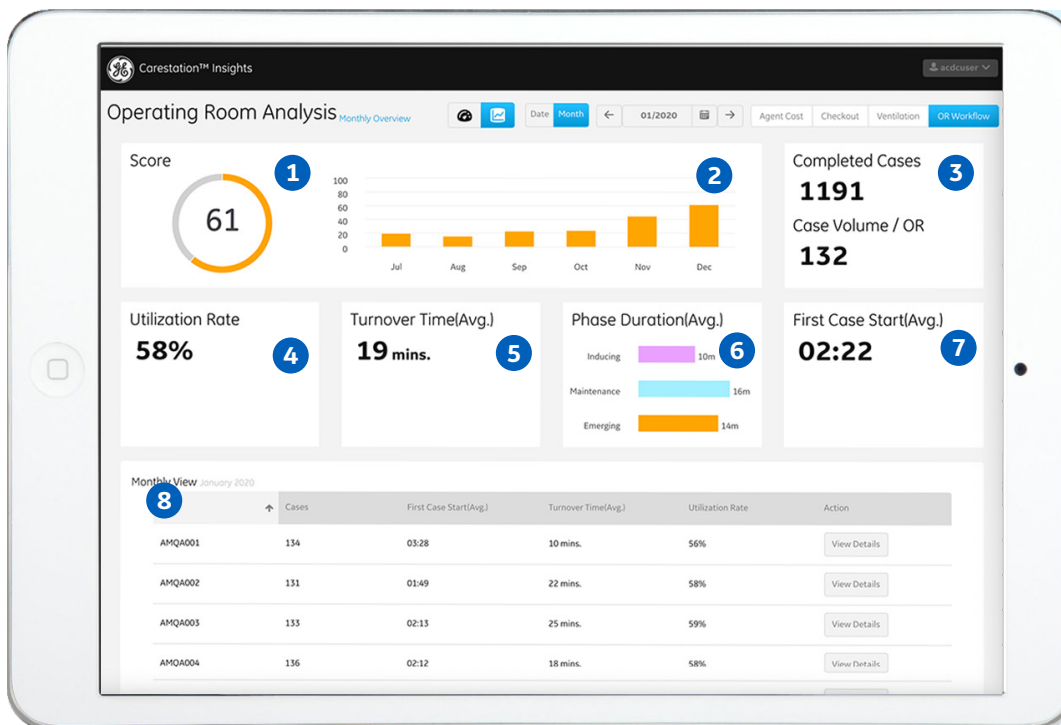 Carestation™ Insights
acdcuser
Operating Room Analysis Monthly Overview
Date Month 01/2020 Agent Cost Checkout Ventilation OR Workflow
Score
1
61
2
100
80
60
40
20
0
Jul Aug Sep Oct Nov Dec
Completed Cases
3
1191
Case Volume / OR
132
Utilization Rate
58%
4
Turnover Time(Avg.)
19 mins.
5
Phase Duration(Avg.)
6
Inducing 10m
Maintenance 16m
Emerging 14m
First Case Start(Avg.)
02:22
7
Monthly View January 2020
8
Cases First Case Start(Avg.) Turnover Time(Avg.) Utilization Rate Action
AMQA001 134 03:28 10 mins. 56% View Details
AMQA002 131 01:49 22 mins. 58% View Details
AMQA003 133 02:13 25 mins. 59% View Details
AMQA004 136 02:12 18 mins. 58% View Details